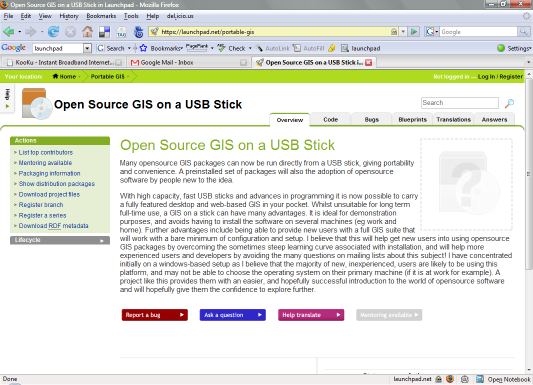 Open Source GIS on a USB Stick in Launchpad - Mozilla Firefox
File Edit View History Bookmarks Tools Help del.icio.us
https://launchpad.net/portable-gis
Google
Google launchpad Search Bookmarks PageRank Check AutoLink AutoFill launchpad Settings
KooKu - Instant Broadband Internet... Google Mail - Inbox Open Source GIS on a USB Stick i...
Your location: Home Portable GIS Not logged in — Log In / Register
Help
Open Source GIS on a USB Stick
Search
Overview Code Bugs Blueprints Translations Answers
Actions
List top contributors
Mentoring available
Packaging information
Show distribution packages
Download project files
Register branch
Register a series
Download RDF metadata
Lifecycle
Open Source GIS on a USB Stick
Many opensource GIS packages can now be run directly from a USB stick, giving portability
and convenience. A preinstalled set of packages will also the adoption of opensource
software by people new to the idea.
With high capacity, fast USB sticks and advances in programming it is now possible to carry
a fully featured desktop and web-based GIS in your pocket. Whilst unsuitable for long term
full-time use, a GIS on a stick can have many advantages. It is ideal for demonstration
purposes, and avoids having to install the software on several machines (eg work and
home). Further advantages include being able to provide new users with a full GIS suite that
will work with a bare minimum of configuration and setup. I believe that this will help get new users into using opensource
GIS packages by overcoming the sometimes steep learning curve associated with installation, and will help more
experienced users and developers by avoiding the many questions on mailing lists about this subject! I have concentrated
initially on a windows-based setup as I believe that the majority of new, inexperienced, users are likely to be using this
platform, and may not be able to choose the operating system on their primary machine (if it is at work for example). A
project like this provides them with an easier, and hopefully successful introduction to the world of opensource software
and will hopefully give them the confidence to explore further.
Report a bug Ask a question Help translate Mentoring available
Done launchpad.net Open Notebook